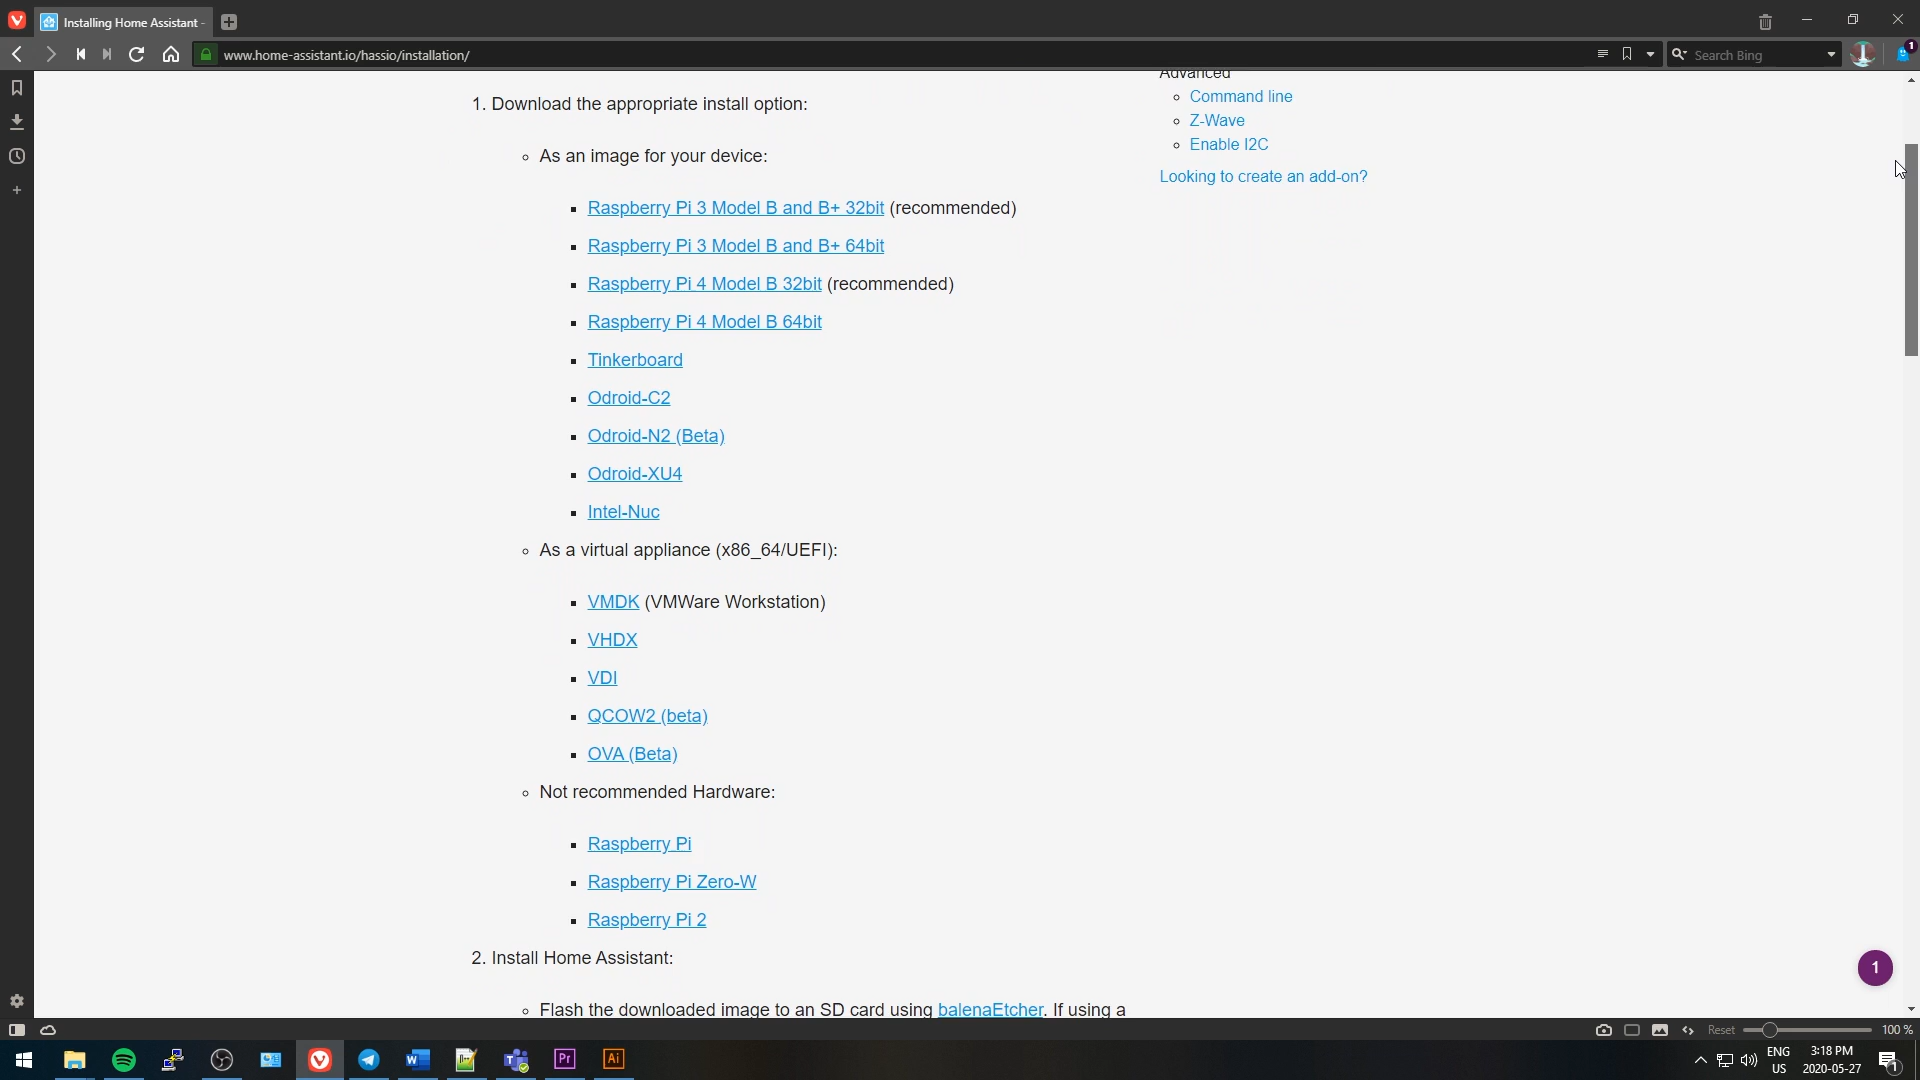 Installing Home Assistant -
www.home-assistant.io/hassio/installation/
Search Bing
1
Advanced
Command line
Z-Wave
Enable I2C
Looking to create an add-on?
1. Download the appropriate install option:
As an image for your device:
Raspberry Pi 3 Model B and B+ 32bit (recommended)
Raspberry Pi 3 Model B and B+ 64bit
Raspberry Pi 4 Model B 32bit (recommended)
Raspberry Pi 4 Model B 64bit
Tinkerboard
Odroid-C2
Odroid-N2 (Beta)
Odroid-XU4
Intel-Nuc
As a virtual appliance (x86_64/UEFI):
VMDK (VMWare Workstation)
VHDX
VDI
QCOW2 (beta)
OVA (Beta)
Not recommended Hardware:
Raspberry Pi
Raspberry Pi Zero-W
Raspberry Pi 2
2. Install Home Assistant:
Flash the downloaded image to an SD card using balenaEtcher. If using a
1
Reset
100 %
Pr
Ai
ENG
US
3:18 PM
2020-05-27
1